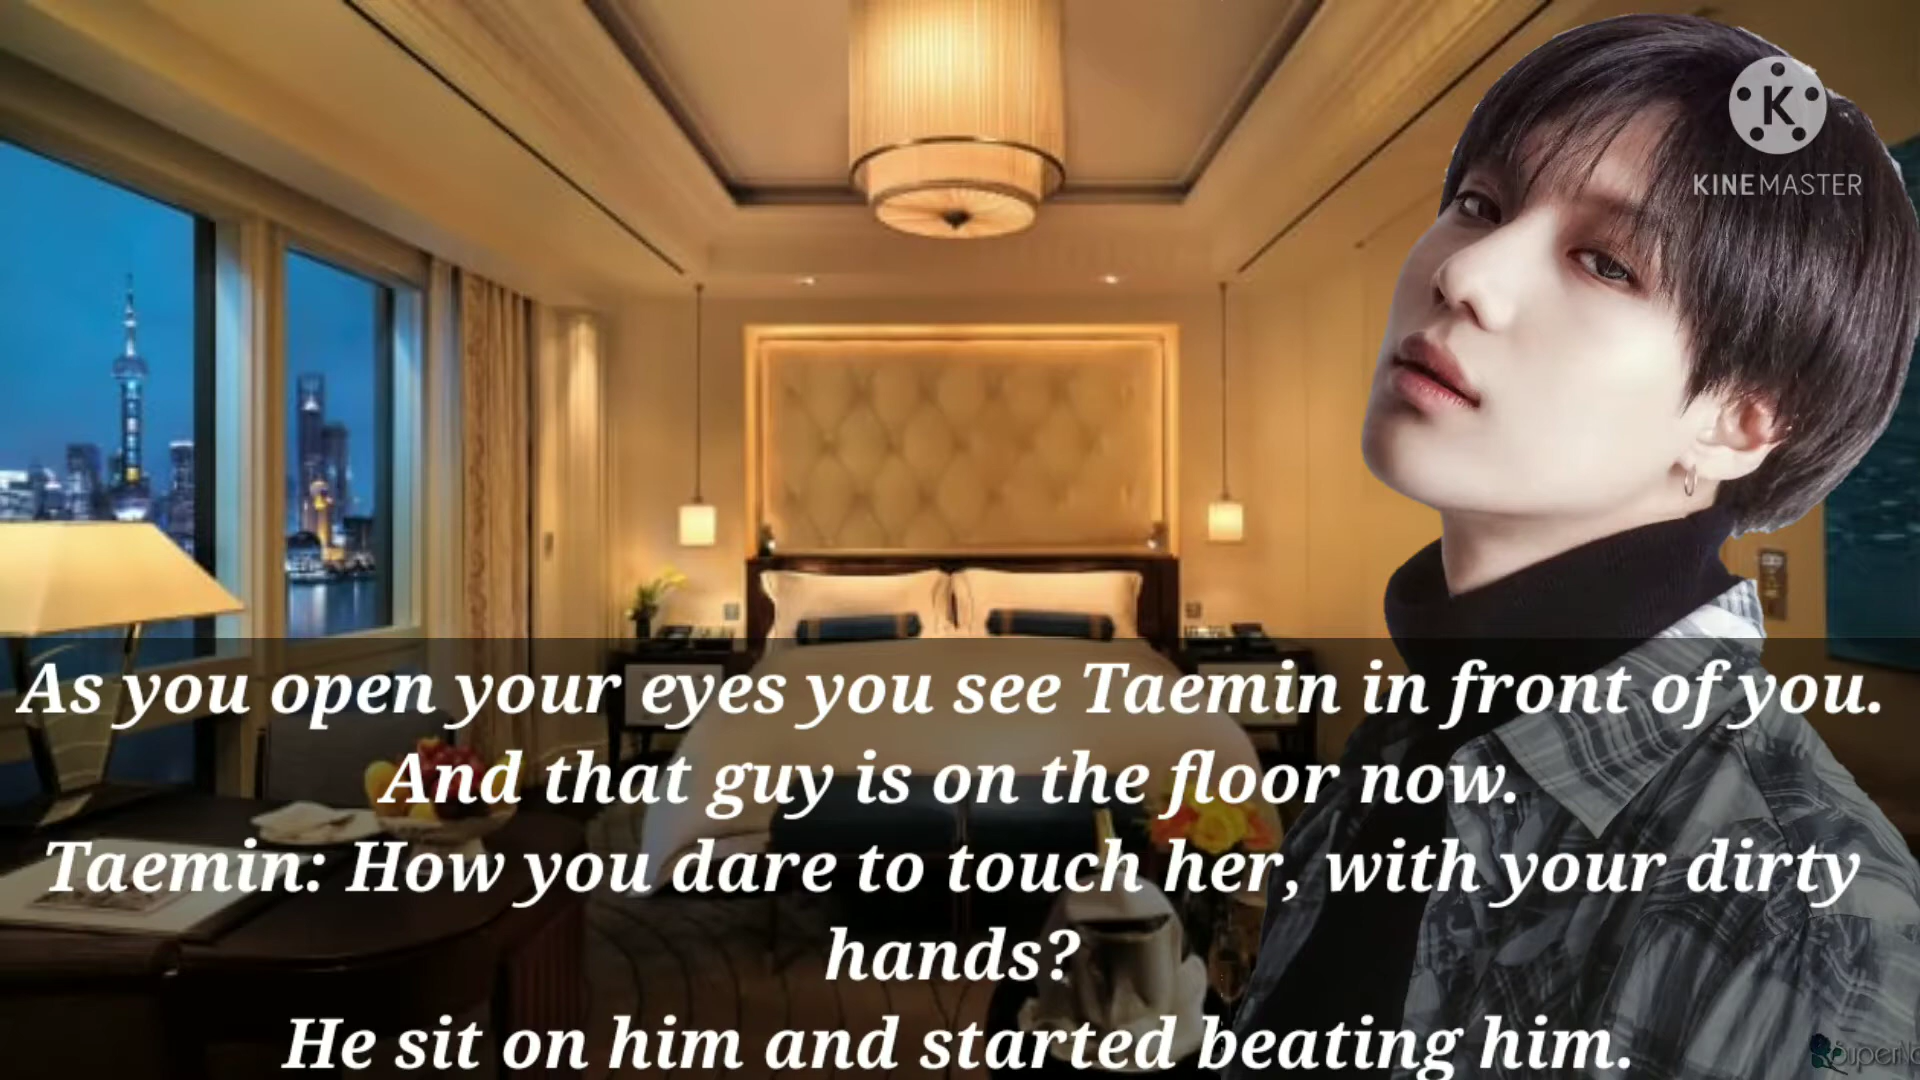 KINEMASTER
As you open your eyes you see Taemin in front of you.
And that guy is on the floor now.
Taemin: How you dare to touch her, with your dirty
hands?
He sit on him and started beating him.